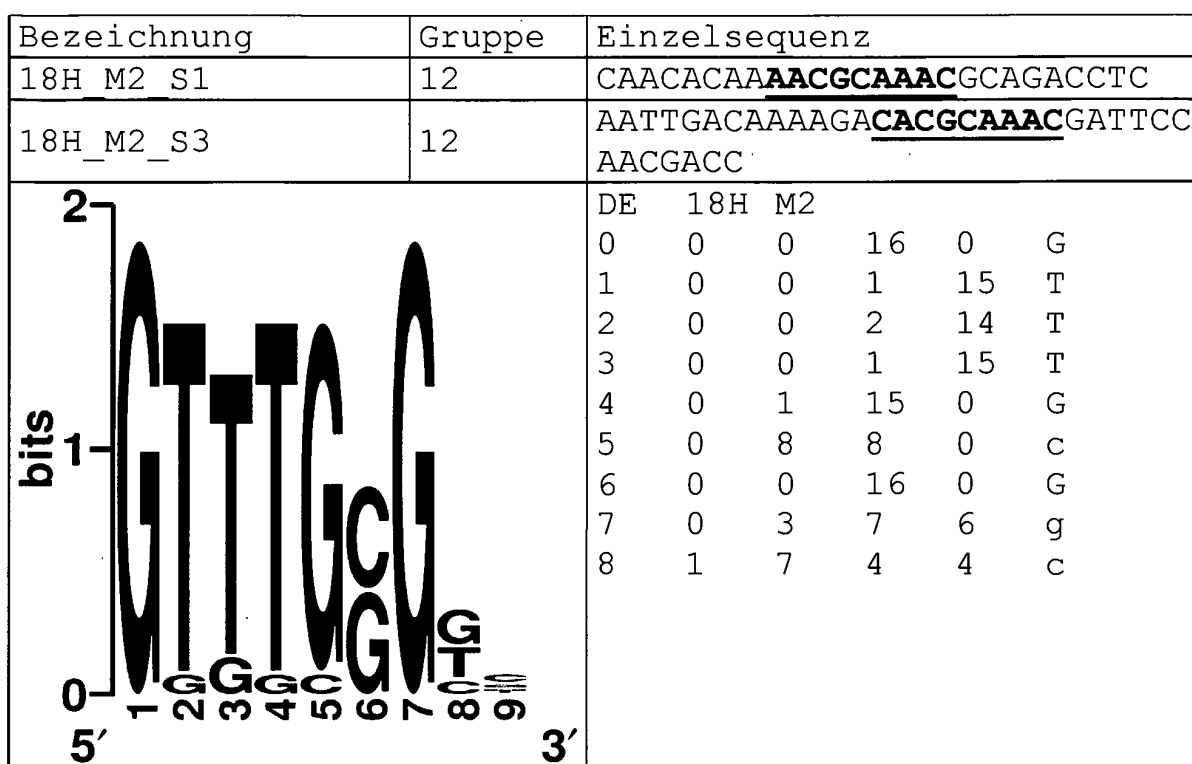 Bezeichnung Gruppe Einzelsequenz
18H_M2_S1 12 CAACACAAAACGCAAACGCAGACCTC
18H_M2_S3 12 AATTGACAAAAGACACGCAAACGATTCC
AACGACC
DE 18H M2
0 0 0 16 0 G
1 0 0 1 15 T
2 0 0 2 14 T
3 0 0 1 15 T
4 0 1 15 0 G
5 0 8 8 0 c
6 0 0 16 0 G
7 0 3 7 6 g
8 1 7 4 4 c
2
bits
1
0
G T T T G C G G
G G G C G T
C C
1 2 3 4 5 6 7 8 9
5′ 3′